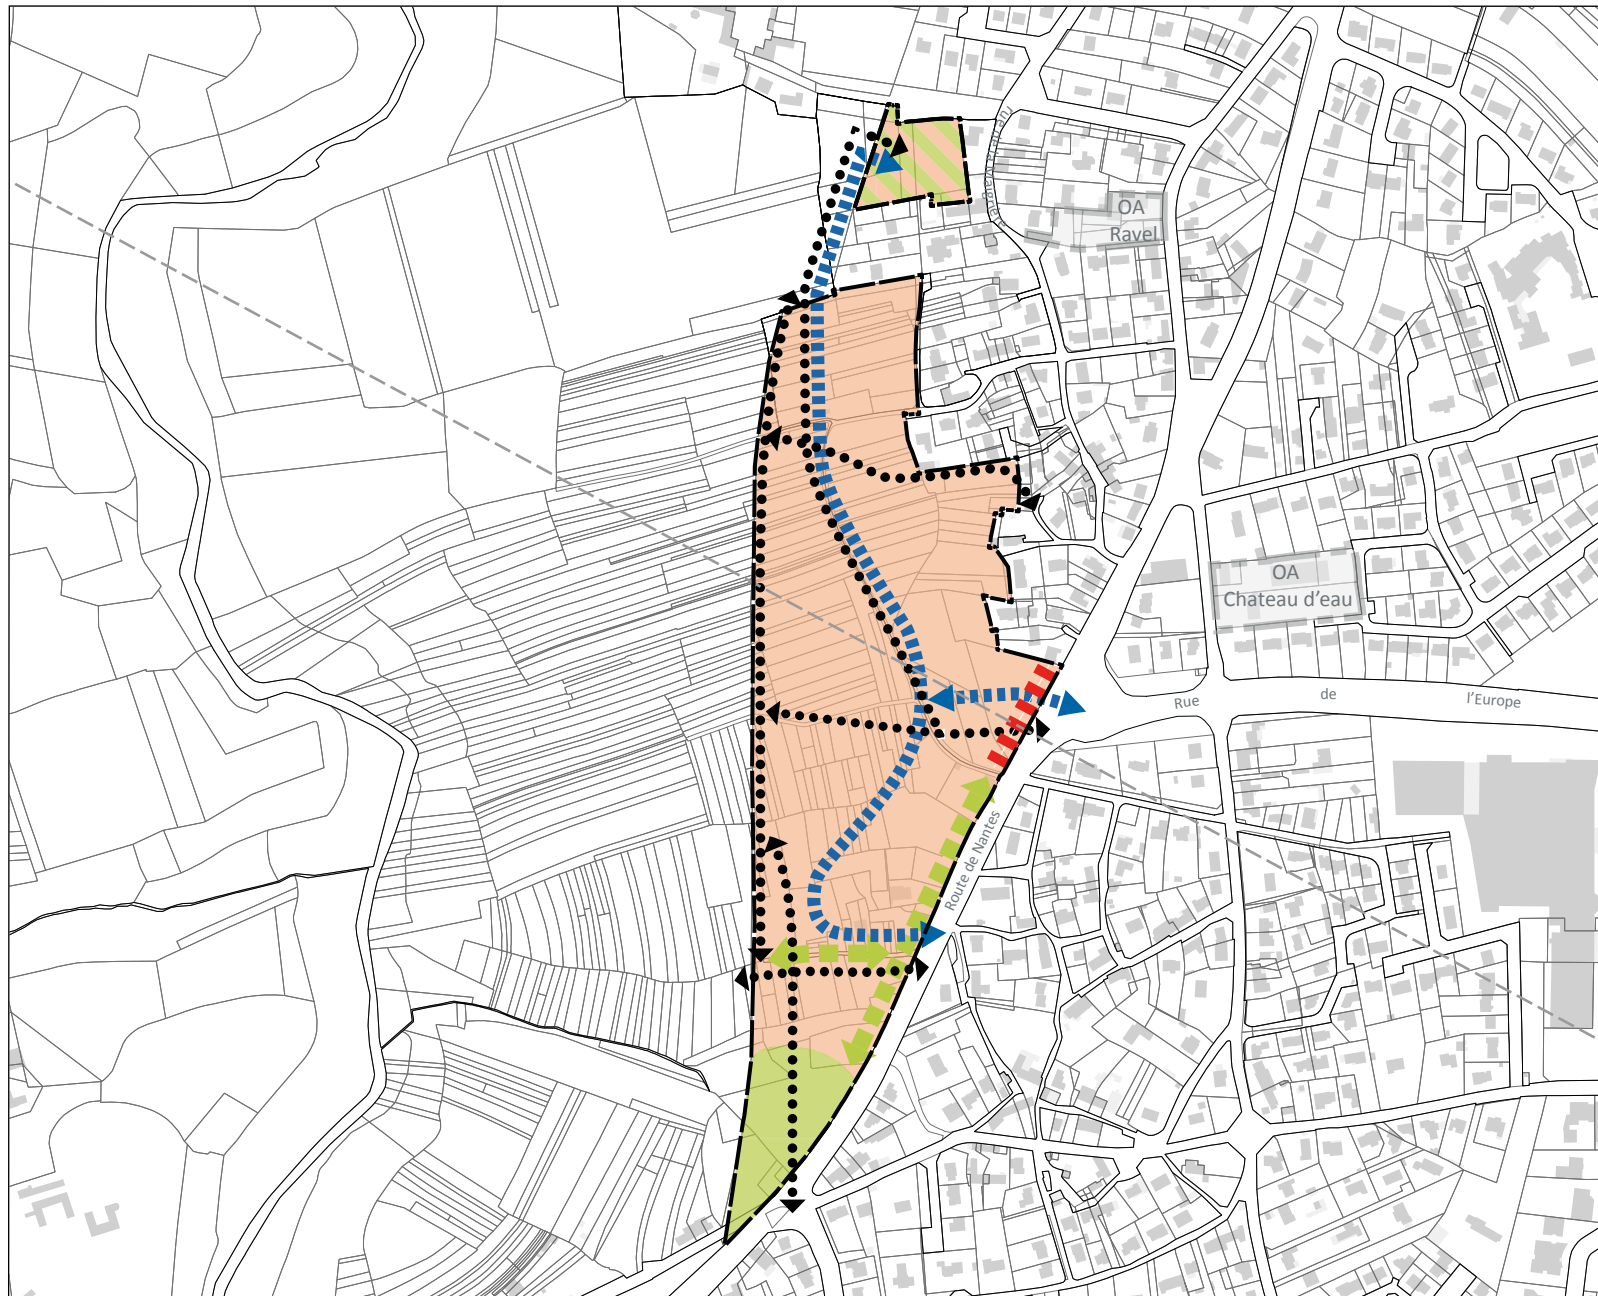 OA
Ravel
OA
Chateau d'eau
Rue
de
l'Europe
Route de Nantes